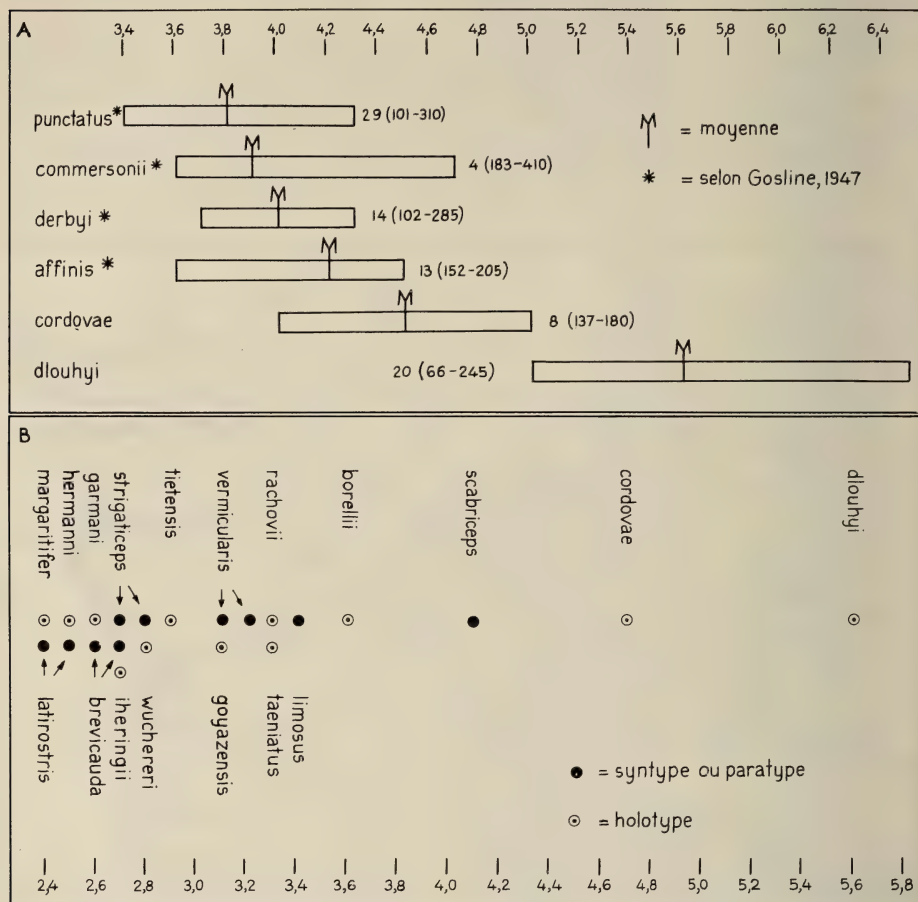 A
3,4 3,6 3,8 4,0 4,2 4,4 4,6 4,8 5,0 5,2 5,4 5,6 5,8 6,0 6,2 6,4
M
punctatus* 29 (101-310)
M = moyenne
M
commersonii * 4 (183-410)
* = selon Gosline, 1947
M
derbyi * 14 (102-285)
M
affinis * 13 (152-205)
M
cordovae 8 (137-180)
M
dlouhyi 20 (66-245)
B
margaritifer
hermanni
garmani
strigaticeps
tietensis
vermicularis
rachovii
borellii
scabriceps
cordovae
dlouhyi
latirostris
brevicauda
iheringii
wuchereri
goyazensis
taeniatus
limosus
● = syntype ou paratype
⊙ = holotype
2,4 2,6 2,8 3,0 3,2 3,4 3,6 3,8 4,0 4,2 4,4 4,6 4,8 5,0 5,2 5,4 5,6 5,8